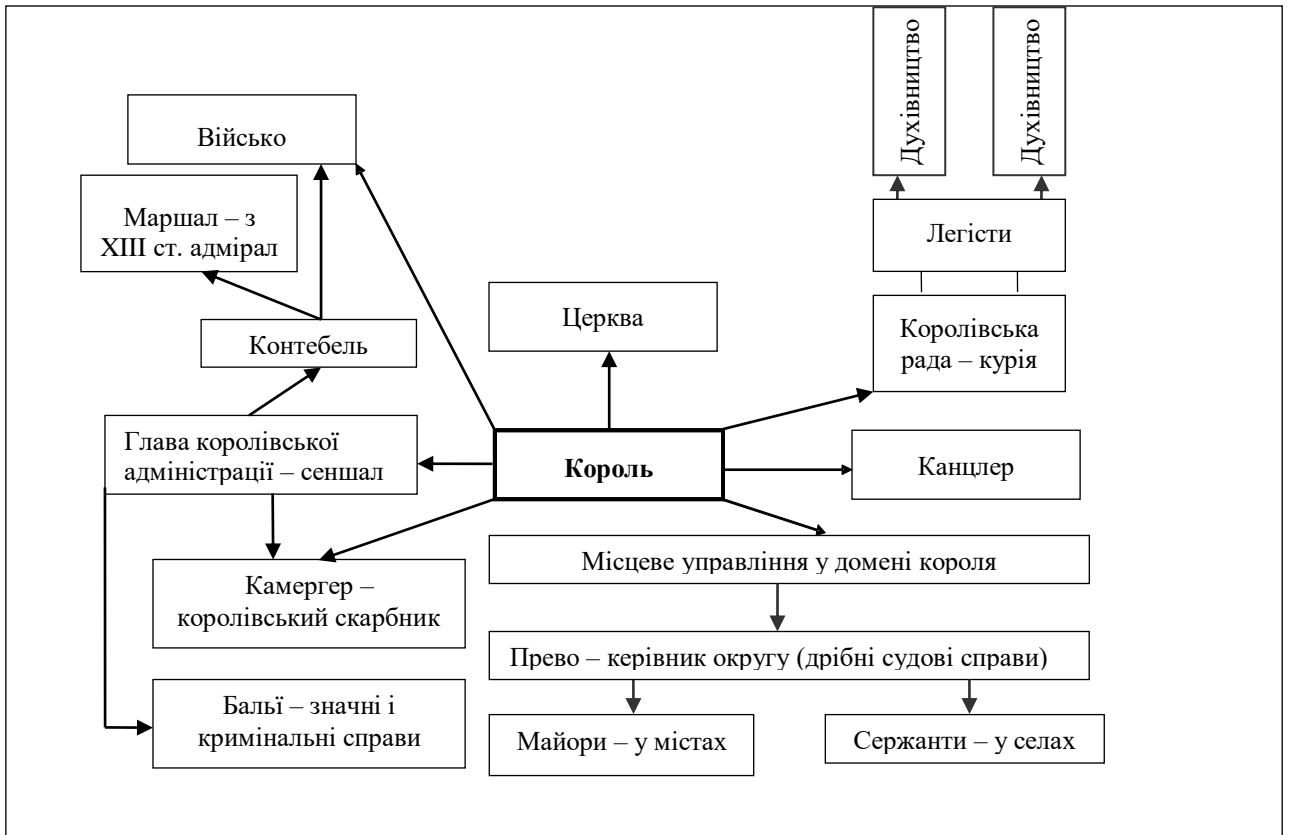 Духівництво
Духівництво
Військо
Маршал – з
XIII ст. адмірал
Легісти
Церква
Королівська
рада – курія
Контебель
Глава королівської
адміністрації – сеншал
Король
Канцлер
Місцеве управління у домені короля
Камергер –
королівський скарбник
Прево – керівник округу (дрібні судові справи)
Бальї – значні і
кримінальні справи
Майори – у містах
Сержанти – у селах